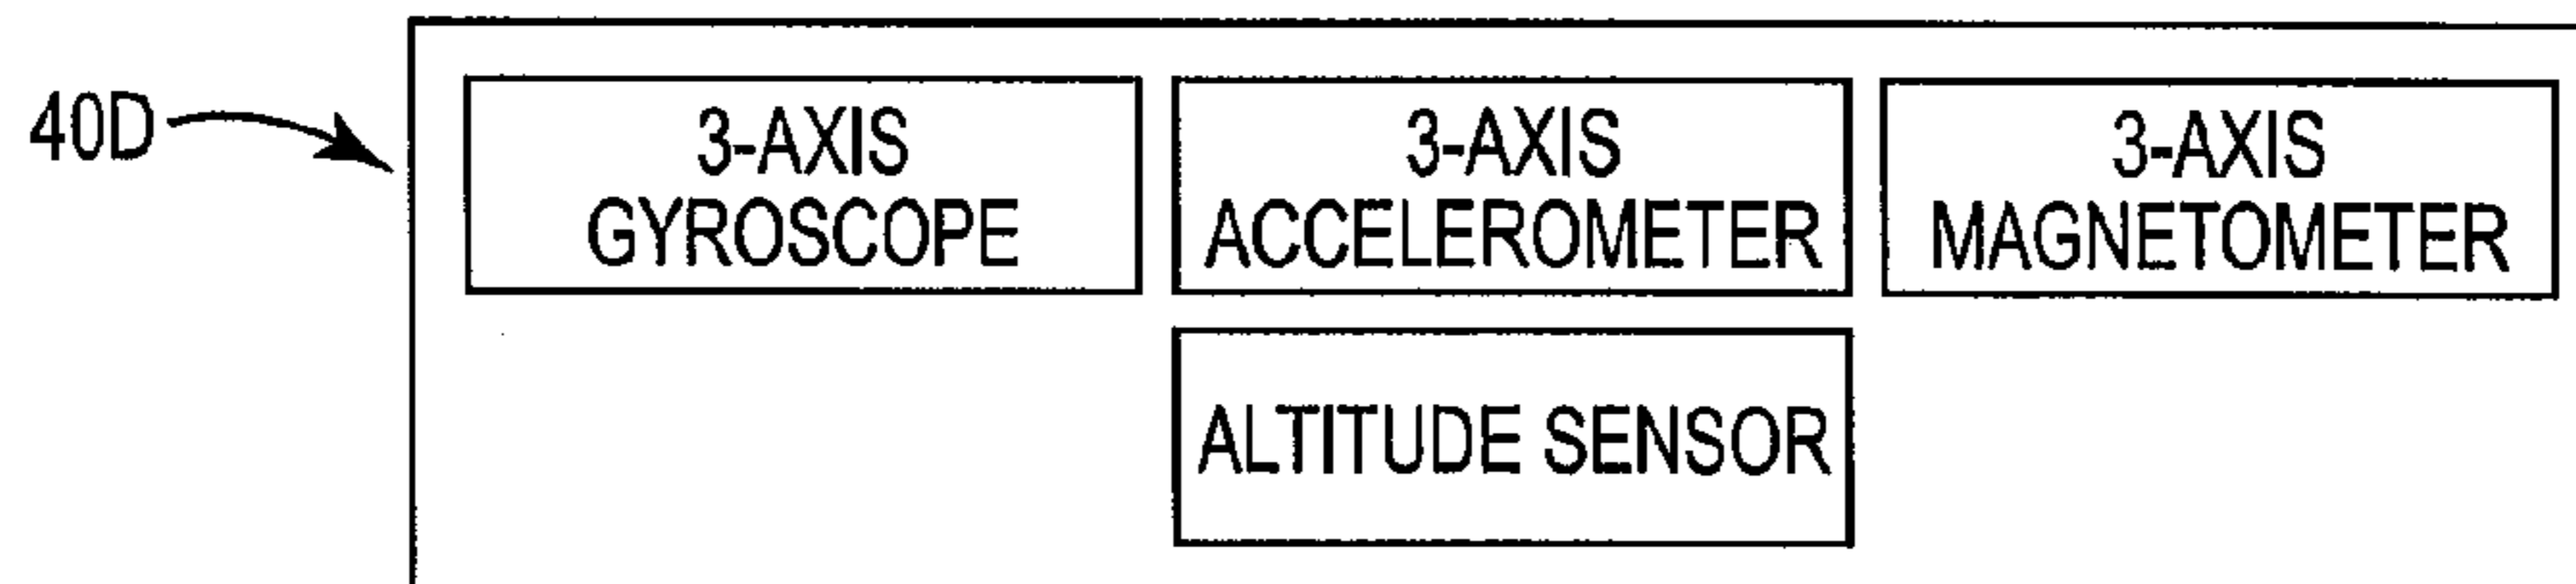 40D
3-AXIS
GYROSCOPE
3-AXIS
ACCELEROMETER
3-AXIS
MAGNETOMETER
ALTITUDE SENSOR